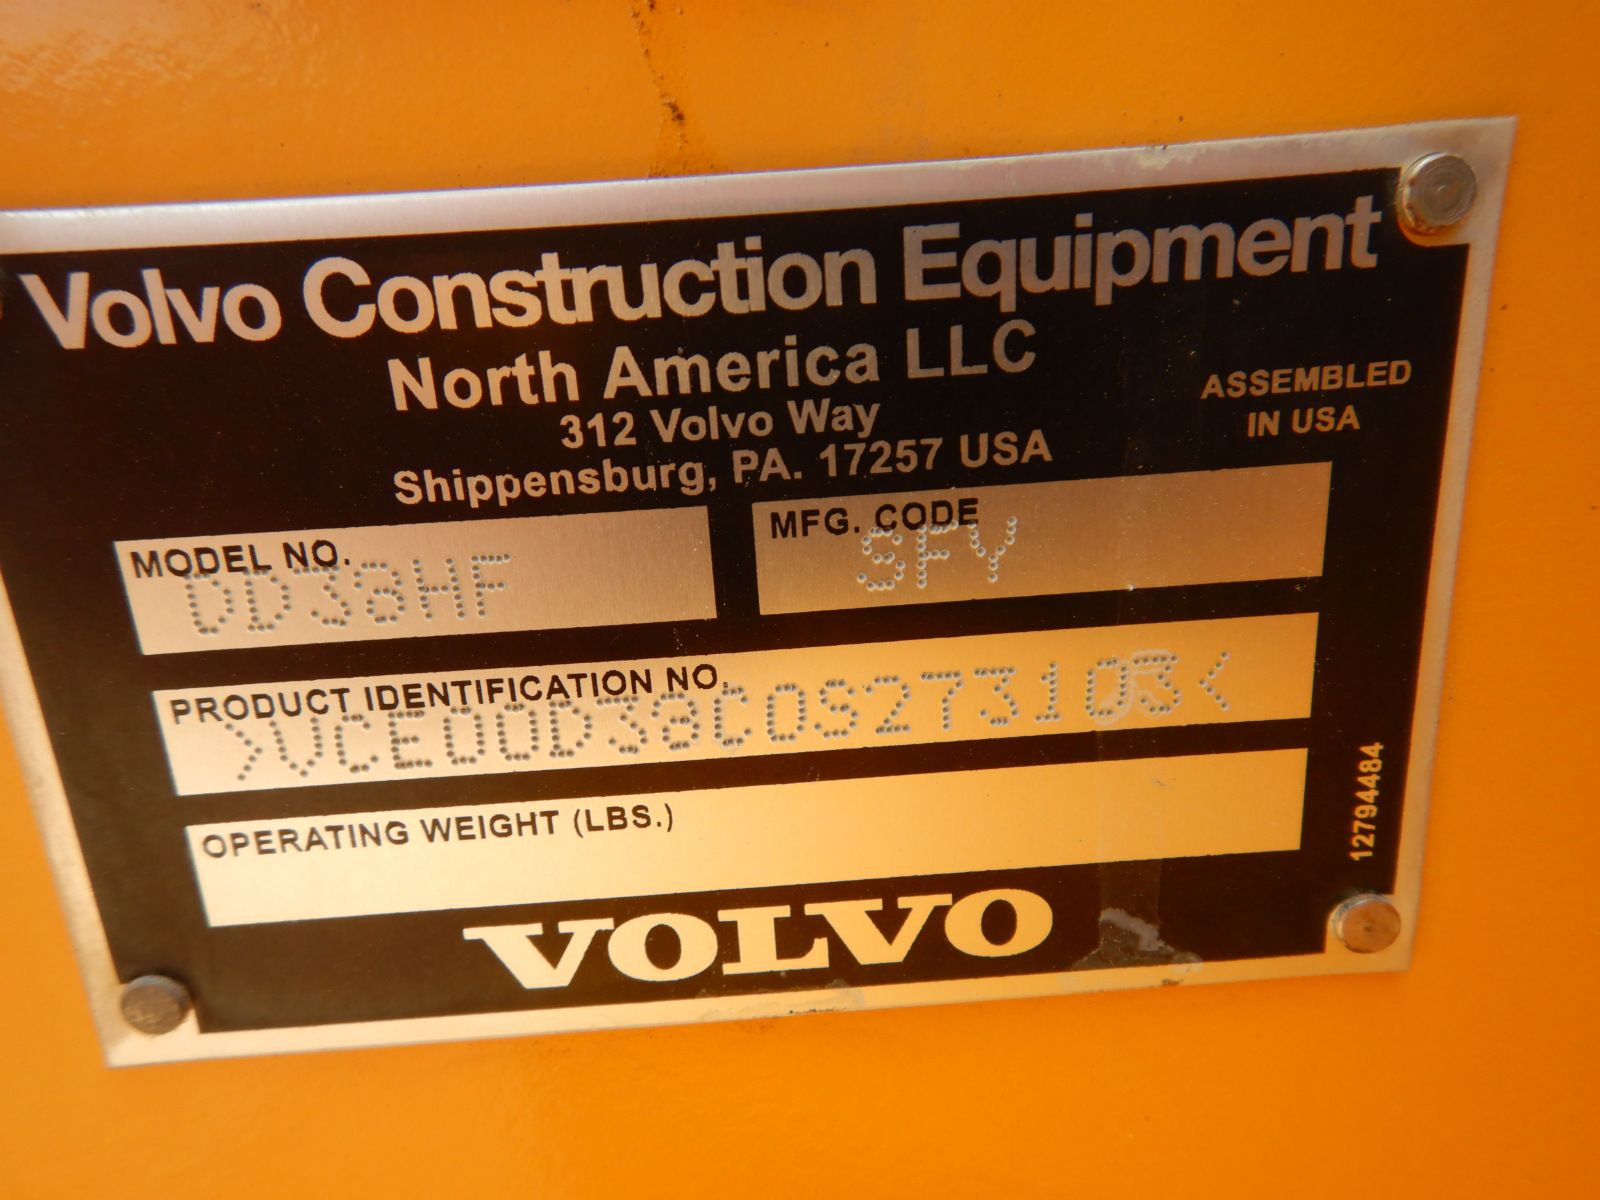 Volvo Construction Equipment
North America LLC
312 Volvo Way
Shippensburg, PA. 17257 USA
ASSEMBLED
IN USA
MODEL NO.
DD38HF
MFG. CODE
SFY
PRODUCT IDENTIFICATION NO.
>VCE00D38C0S273103<
OPERATING WEIGHT (LBS.)
12794484
VOLVO